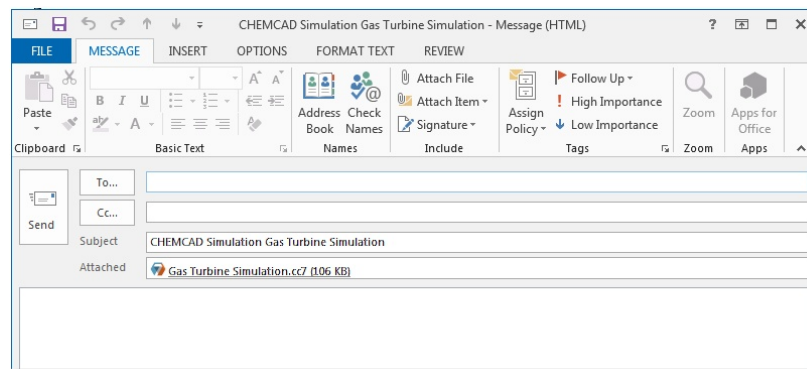 CHEMCAD Simulation Gas Turbine Simulation - Message (HTML)
FILE MESSAGE INSERT OPTIONS FORMAT TEXT REVIEW
Paste
B I U
A A
ab A
Address Book
Check Names
Attach File
Attach Item
Signature
Assign Policy
Follow Up
High Importance
Low Importance
Zoom
Apps for Office
Clipboard Basic Text Names Include Tags Zoom Apps
Send
To...
Cc...
Subject CHEMCAD Simulation Gas Turbine Simulation
Attached Gas Turbine Simulation.cc7 (106 KB)